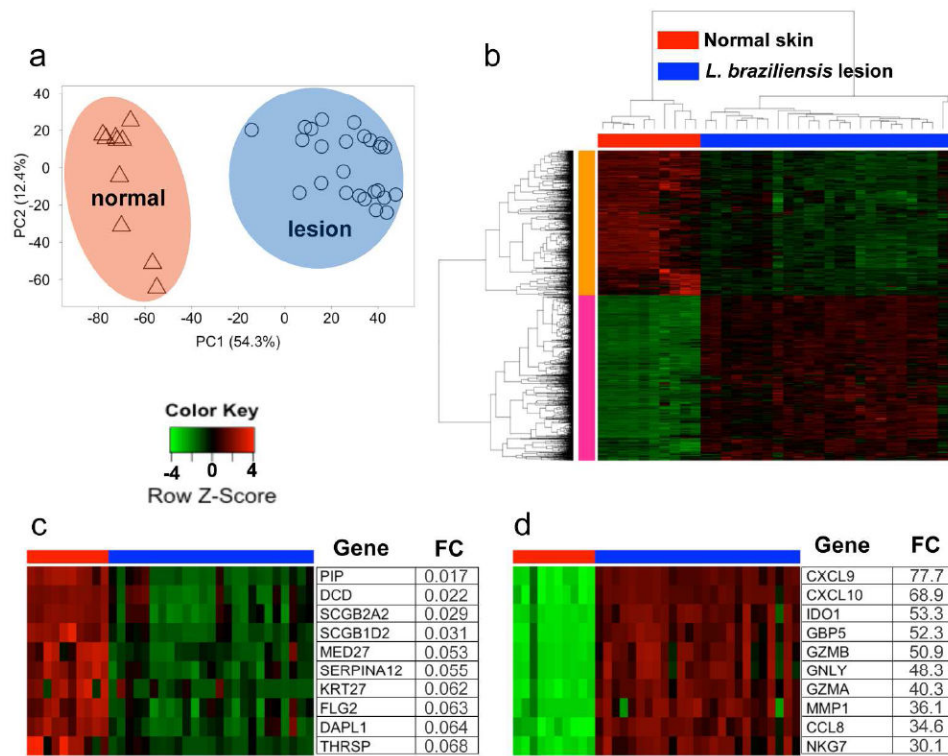 a
40
20
0
-20
-40
-60
PC2 (12.4%)
normal
lesion
-80
-60
-40
-20
0
20
40
PC1 (54.3%)
b
Normal skin
L. braziliensis lesion
Color Key
-4
0
4
Row Z-Score
c
Gene FC
PIP 0.017
DCD 0.022
SCGB2A2 0.029
SCGB1D2 0.031
MED27 0.053
SERPINA12 0.055
KRT27 0.062
FLG2 0.063
DAPL1 0.064
THRSP 0.068
d
Gene FC
CXCL9 77.7
CXCL10 68.9
IDO1 53.3
GBP5 52.3
GZMB 50.9
GNLY 48.3
GZMA 40.3
MMP1 36.1
CCL8 34.6
NKG7 30.1